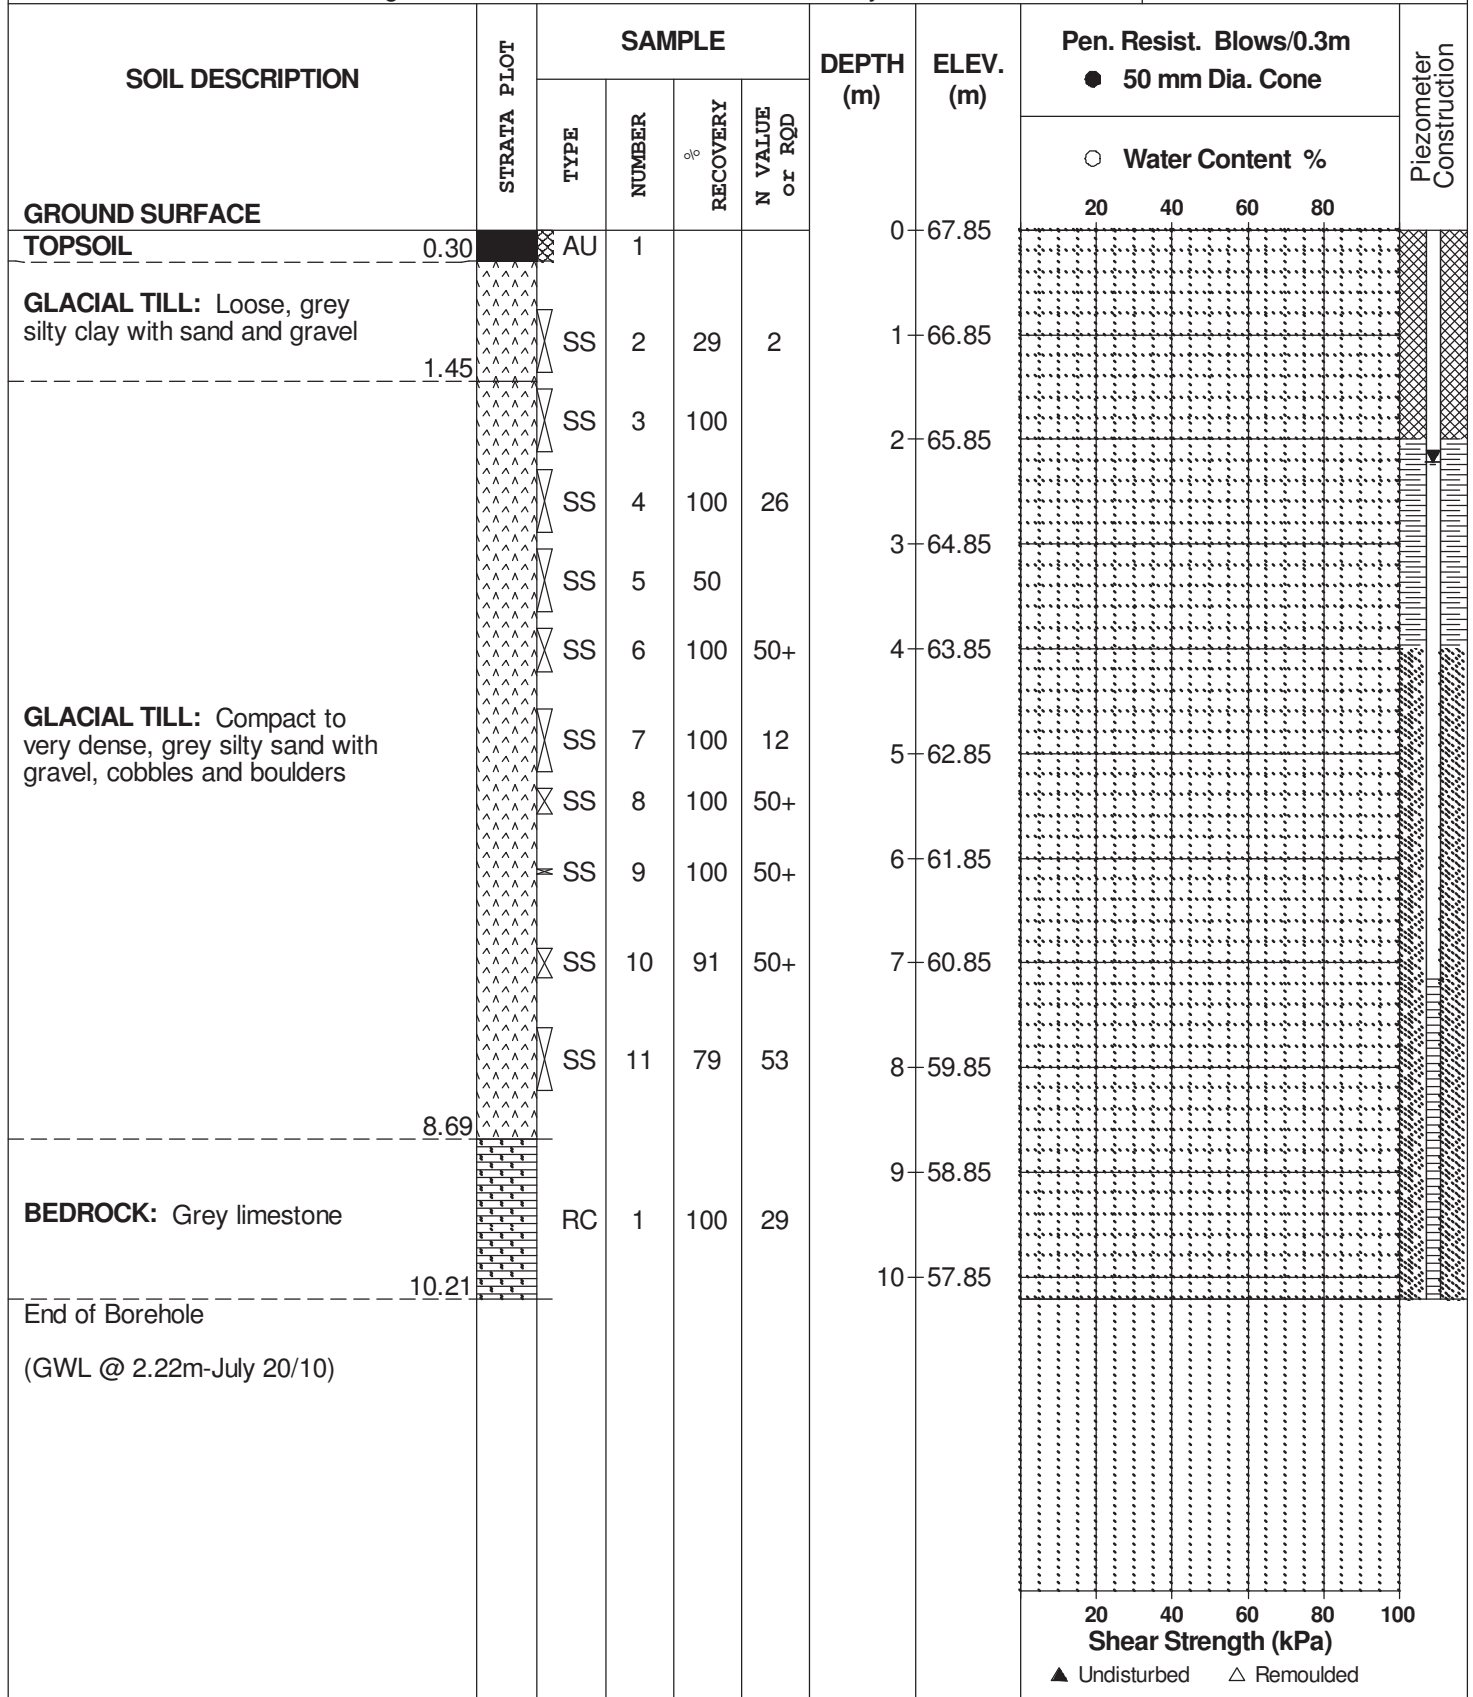 SOIL DESCRIPTION
STRATA PLOT
SAMPLE
TYPE
NUMBER
% RECOVERY
N VALUE or RQD
DEPTH (m)
ELEV. (m)
Pen. Resist. Blows/0.3m
● 50 mm Dia. Cone
○ Water Content %
Piezometer Construction
20 40 60 80
GROUND SURFACE
0 67.85
TOPSOIL 0.30 AU 1
GLACIAL TILL: Loose, grey
silty clay with sand and gravel
SS 2 29 2
1 66.85
1.45
SS 3 100
2 65.85
SS 4 100 26
3 64.85
SS 5 50
SS 6 100 50+
4 63.85
GLACIAL TILL: Compact to
very dense, grey silty sand with
gravel, cobbles and boulders
SS 7 100 12
5 62.85
SS 8 100 50+
6 61.85
SS 9 100 50+
SS 10 91 50+
7 60.85
SS 11 79 53
8 59.85
8.69
9 58.85
BEDROCK: Grey limestone
RC 1 100 29
10 57.85
10.21
End of Borehole
(GWL @ 2.22m-July 20/10)
20 40 60 80 100
Shear Strength (kPa)
▲ Undisturbed △ Remoulded